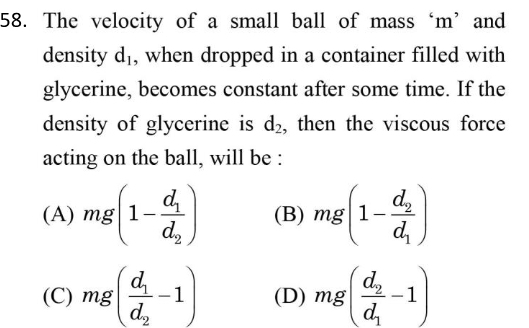 58. The velocity of a small ball of mass ‘m’ and
density d₁, when dropped in a container filled with
glycerine, becomes constant after some time. If the
density of glycerine is d₂, then the viscous force
acting on the ball, will be :
(A) mg(1 − d₁/d₂) (B) mg(1 − d₂/d₁)
(C) mg(d₁/d₂ − 1) (D) mg(d₂/d₁ − 1)